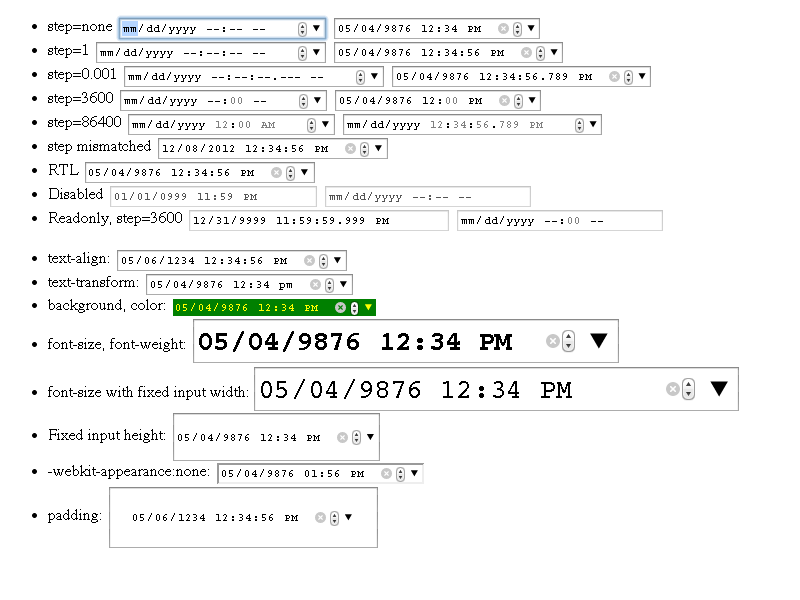 step=none mm/dd/yyyy --:-- -- 05/04/9876 12:34 PM
step=1 mm/dd/yyyy --:--:-- -- 05/04/9876 12:34:56 PM
step=0.001 mm/dd/yyyy --:--:--.--- -- 05/04/9876 12:34:56.789 PM
step=3600 mm/dd/yyyy --:00 -- 05/04/9876 12:00 PM
step=86400 mm/dd/yyyy 12:00 AM mm/dd/yyyy 12:34:56.789 PM
step mismatched 12/08/2012 12:34:56 PM
RTL 05/04/9876 12:34:56 PM
Disabled 01/01/0999 11:59 PM mm/dd/yyyy --:-- --
Readonly, step=3600 12/31/9999 11:59:59.999 PM mm/dd/yyyy --:00 --
text-align: 05/06/1234 12:34:56 PM
text-transform: 05/04/9876 12:34 pm
background, color: 05/04/9876 12:34 PM
font-size, font-weight: 05/04/9876 12:34 PM
font-size with fixed input width: 05/04/9876 12:34 PM
Fixed input height: 05/04/9876 12:34 PM
-webkit-appearance:none: 05/04/9876 01:56 PM
padding: 05/06/1234 12:34:56 PM